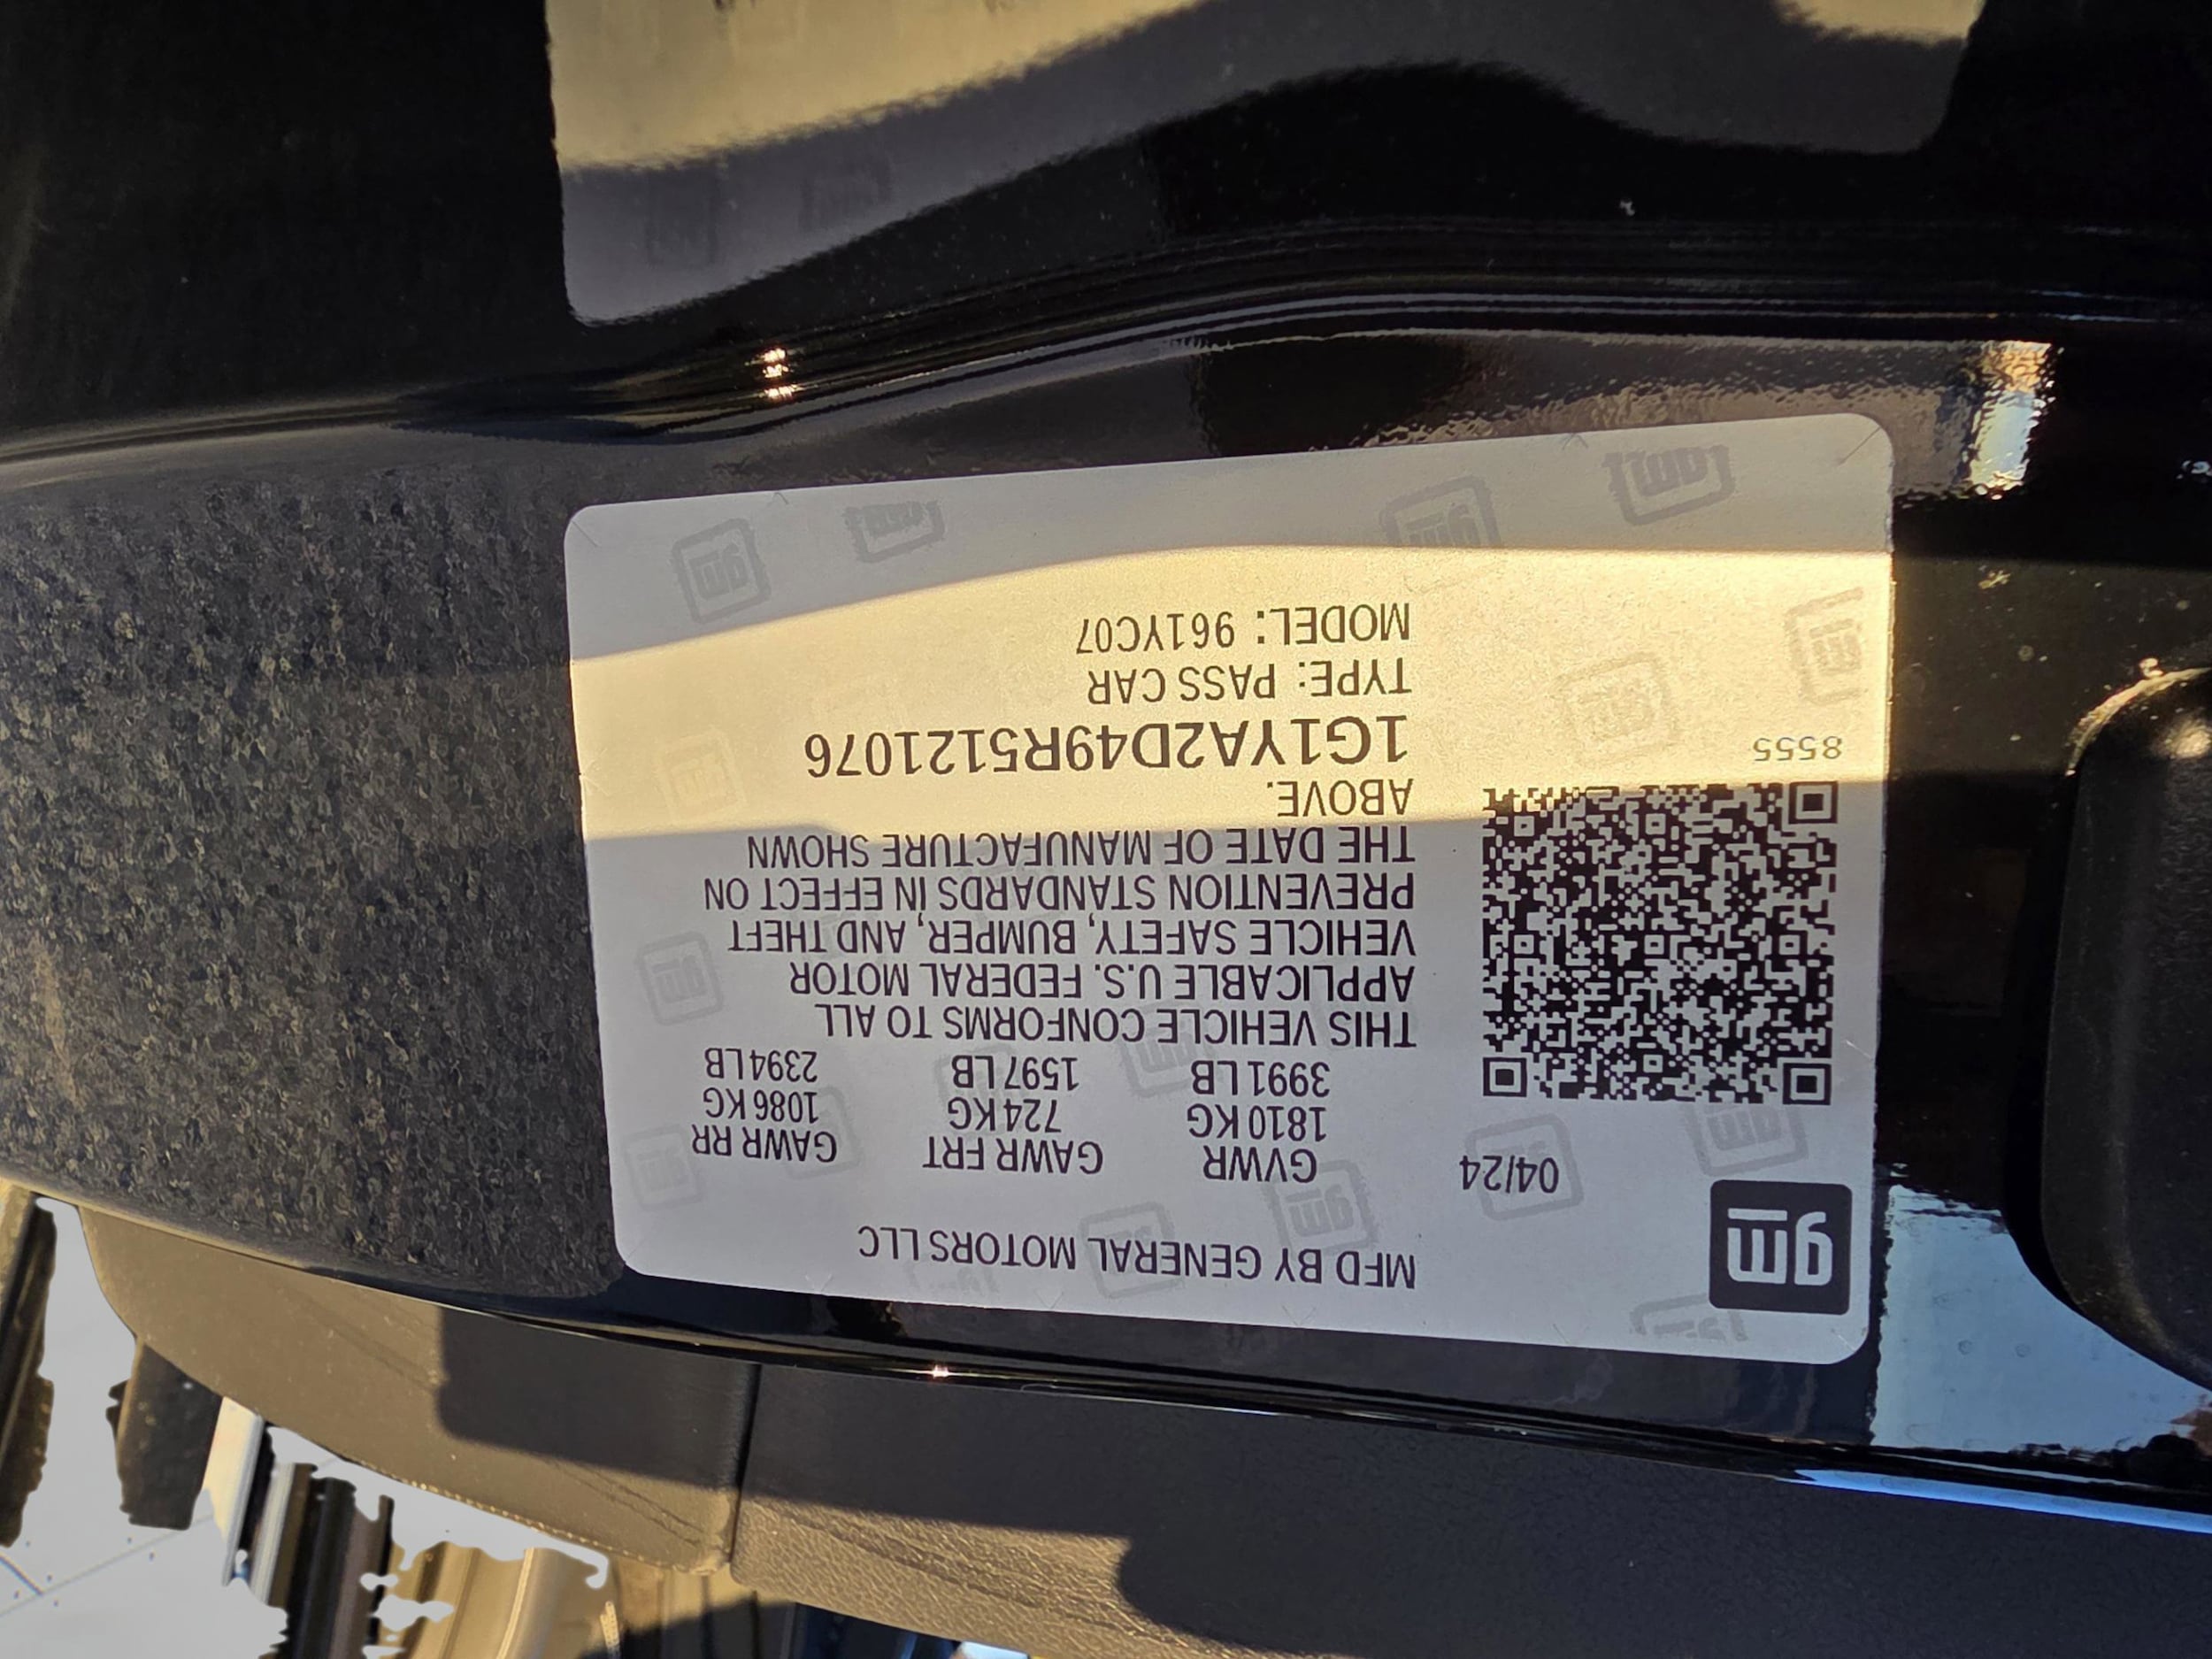 gm
MFD BY GENERAL MOTORS LLC
04/24
GVWR GAWR FRT GAWR RR
1810 KG 724 KG 1086 KG
3991 LB 1597 LB 2394 LB
THIS VEHICLE CONFORMS TO ALL
APPLICABLE U.S. FEDERAL MOTOR
VEHICLE SAFETY, BUMPER, AND THEFT
PREVENTION STANDARDS IN EFFECT ON
THE DATE OF MANUFACTURE SHOWN
ABOVE.
8555
1G1YA2D49R5121076
TYPE: PASS CAR
MODEL: 961YC07